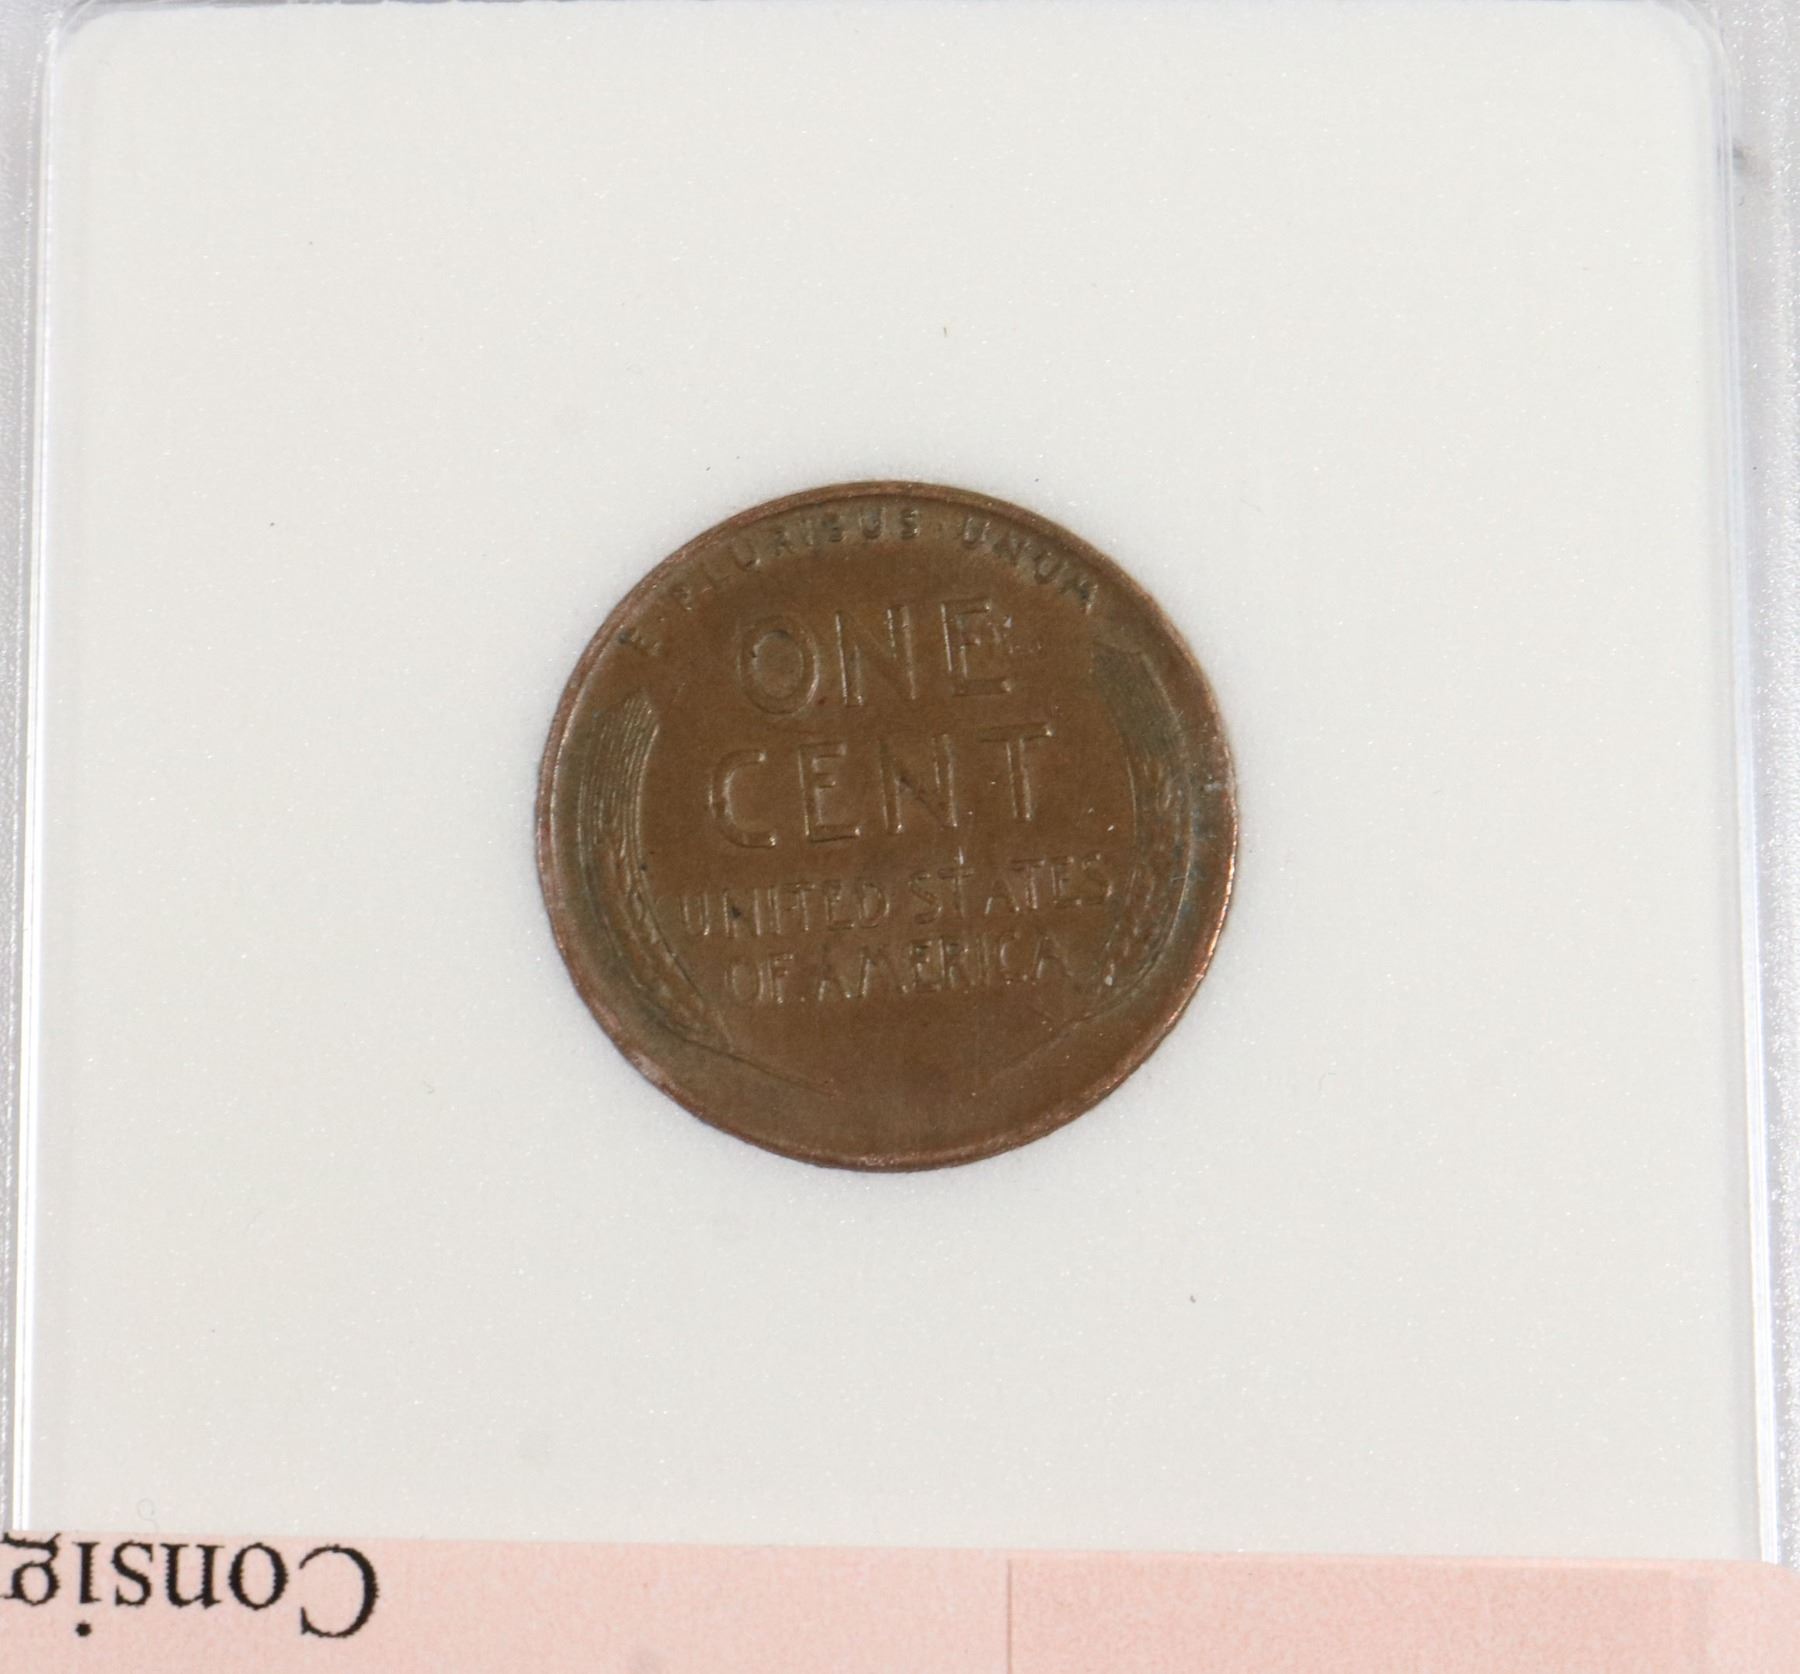 E·PLURIBUS·UNUM
ONE
CENT
UNITED STATES
OF AMERICA
Consig